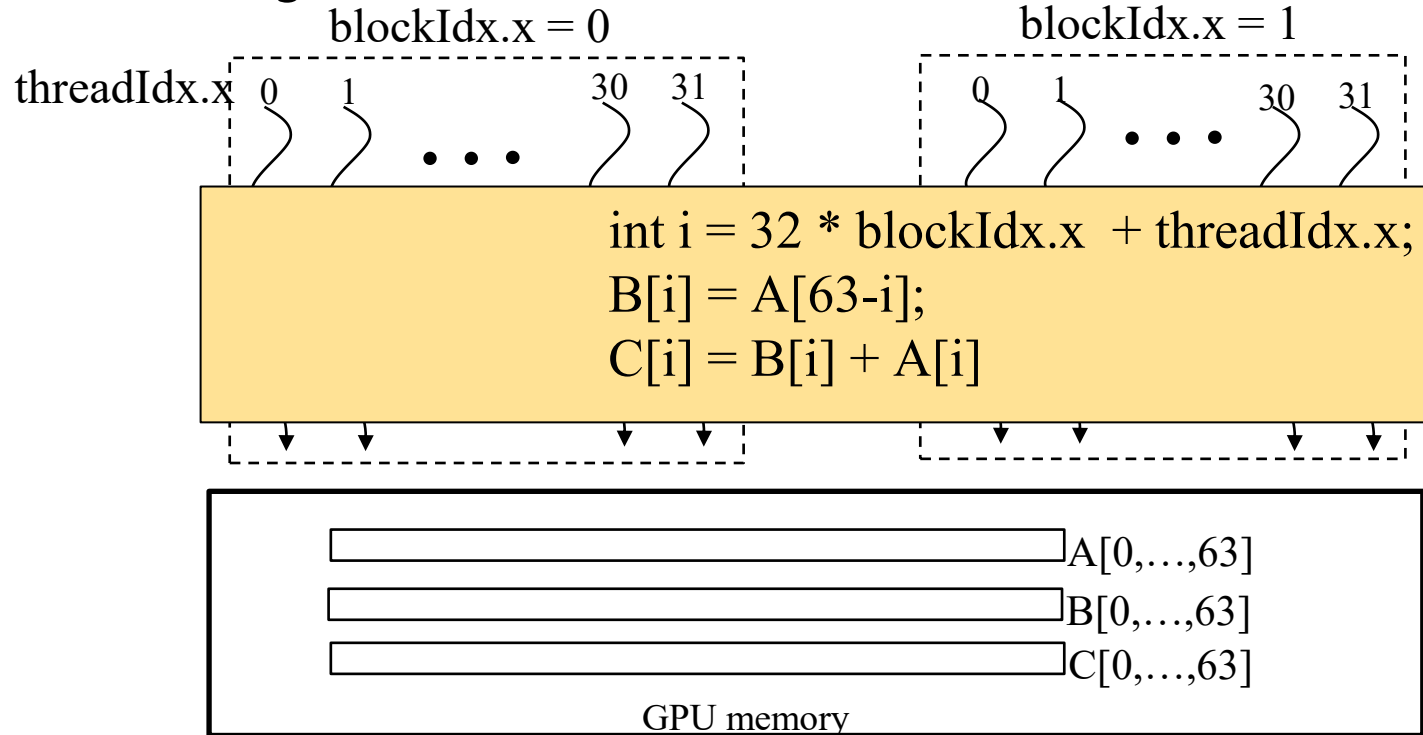 blockIdx.x = 0
blockIdx.x = 1
threadIdx.x 0 1 30 31 0 1 30 31
int i = 32 * blockIdx.x + threadIdx.x;
B[i] = A[63-i];
C[i] = B[i] + A[i]
A[0,…,63]
B[0,…,63]
C[0,…,63]
GPU memory